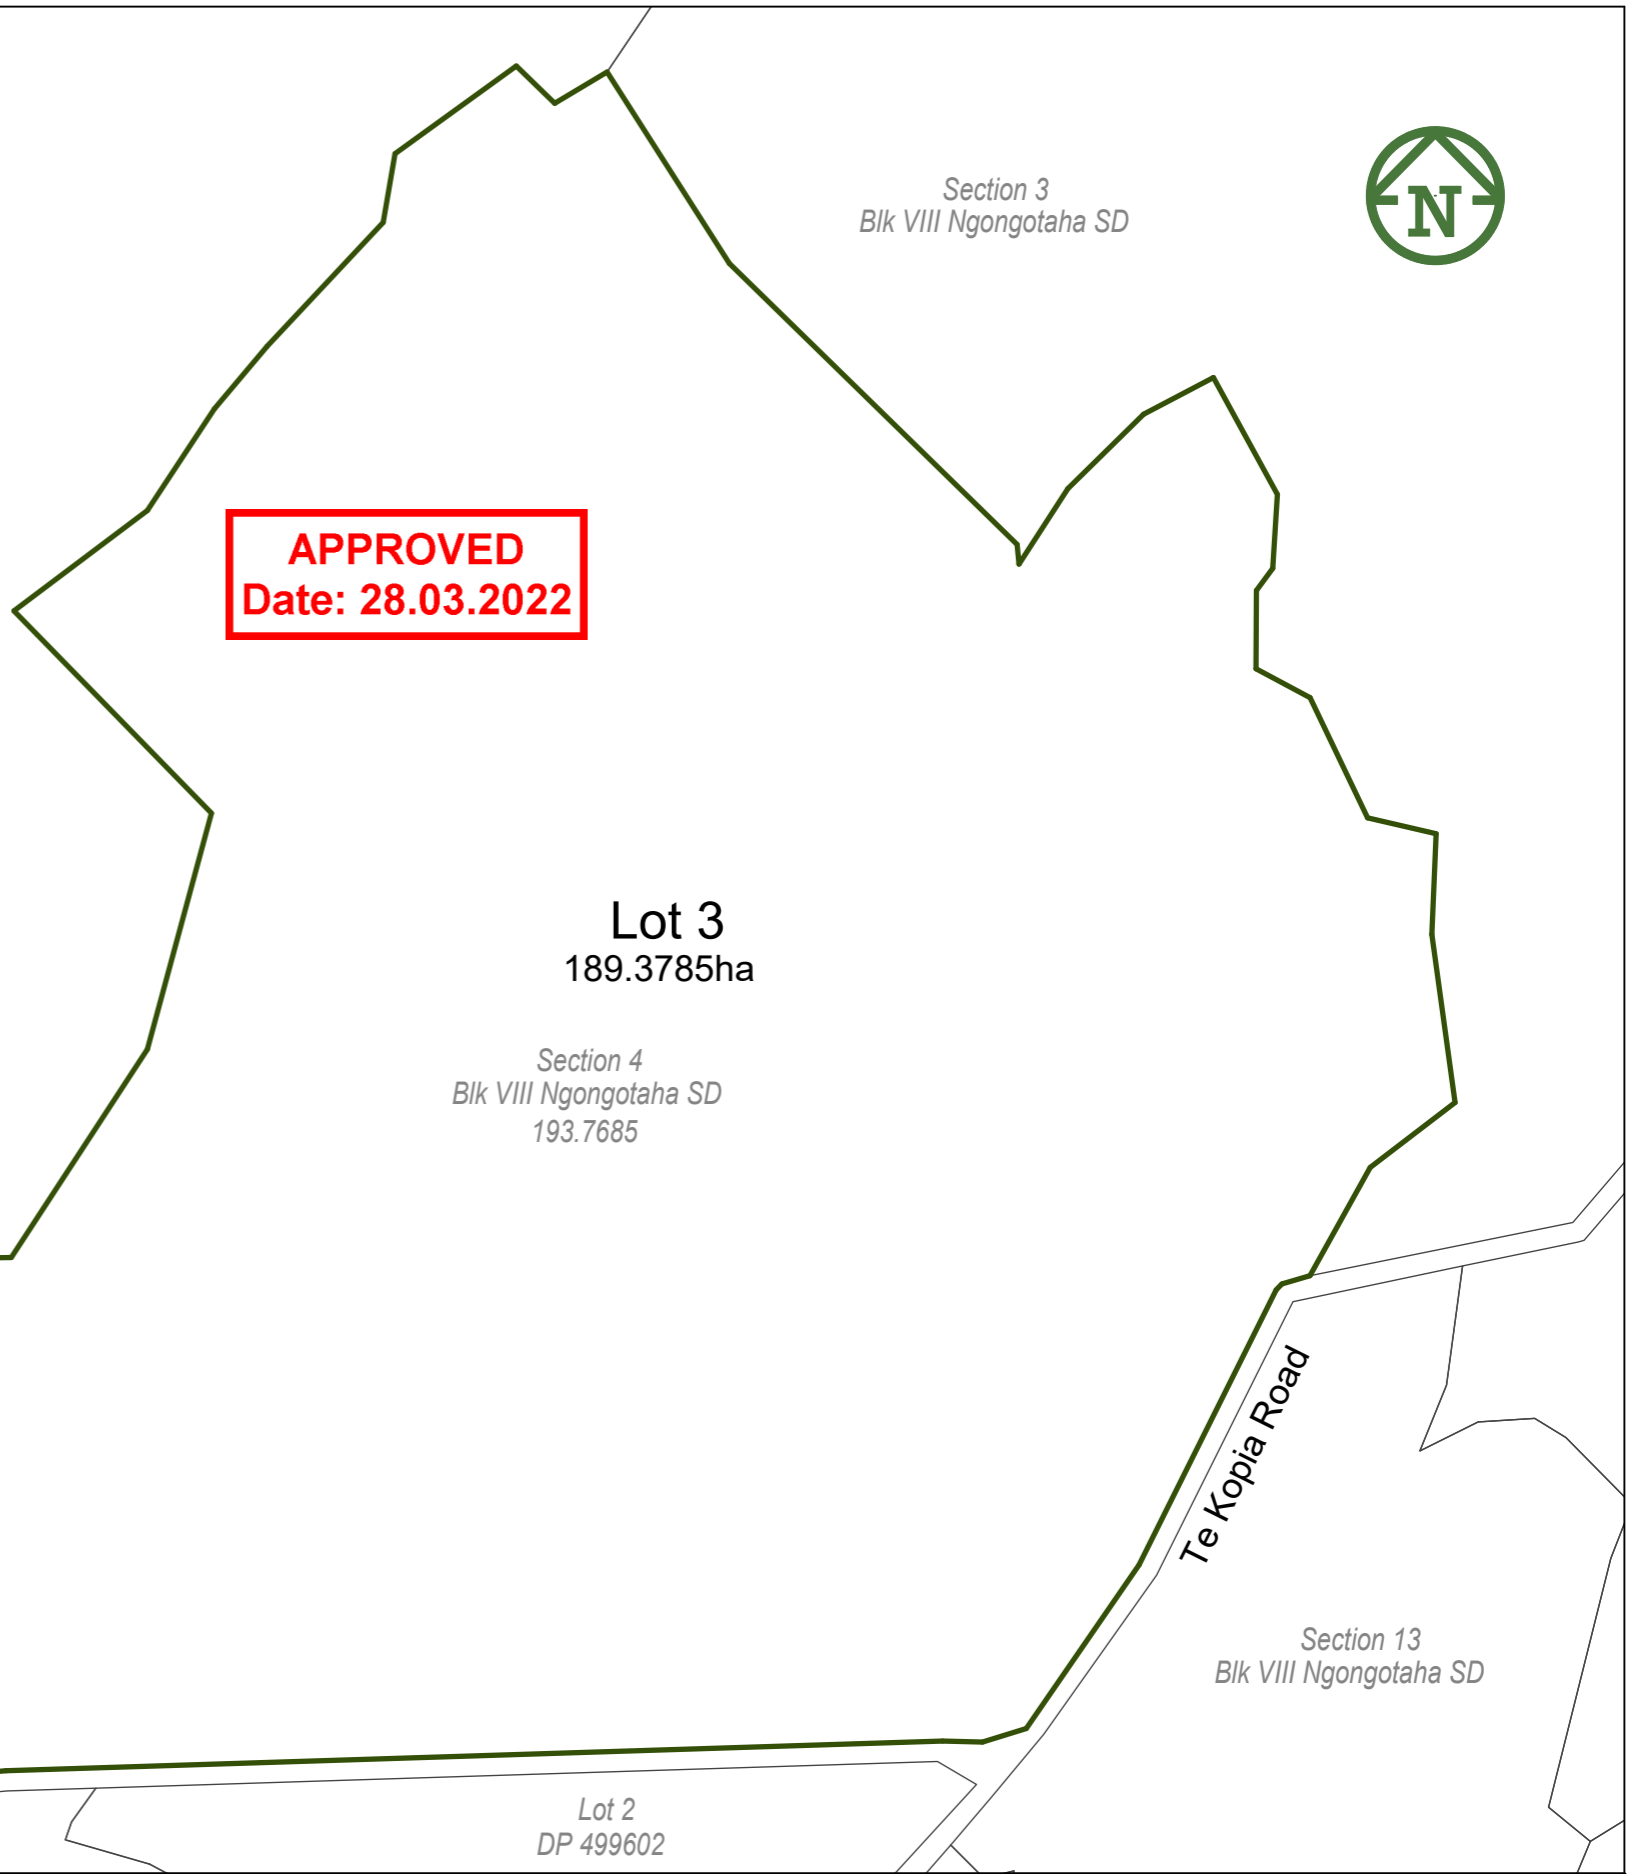 Section 3
Blk VIII Ngongotaha SD
N
APPROVED
Date: 28.03.2022
Lot 3
189.3785ha
Section 4
Blk VIII Ngongotaha SD
193.7685
Te Kopia Road
Section 13
Blk VIII Ngongotaha SD
Lot 2
DP 499602